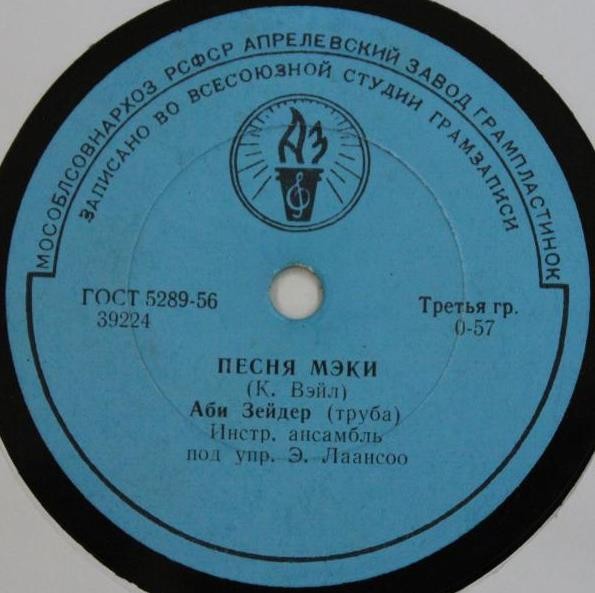 МОСОБЛСОВНАРХОЗ РСФСР АПРЕЛЕВСКИЙ ЗАВОД ГРАМПЛАСТИНОК
ЗАПИСАНО ВО ВСЕСОЮЗНОЙ СТУДИИ ГРАМЗАПИСИ
АЗ
ГОСТ 5289-56
39224
Третья гр.
0-57
ПЕСНЯ МЭКИ
(К. Вэйл)
Аби Зейдер (труба)
Инстр. ансамбль
под упр. Э. Лаансоо